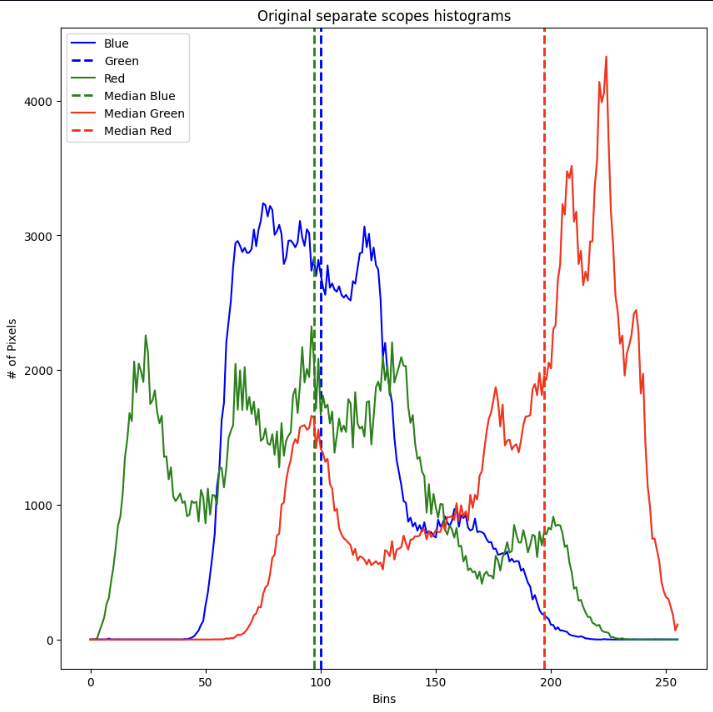 Original separate scopes histograms
Blue
Green
Red
Median Blue
Median Green
Median Red
# of Pixels
4000
3000
2000
1000
0
0 50 100 150 200 250
Bins